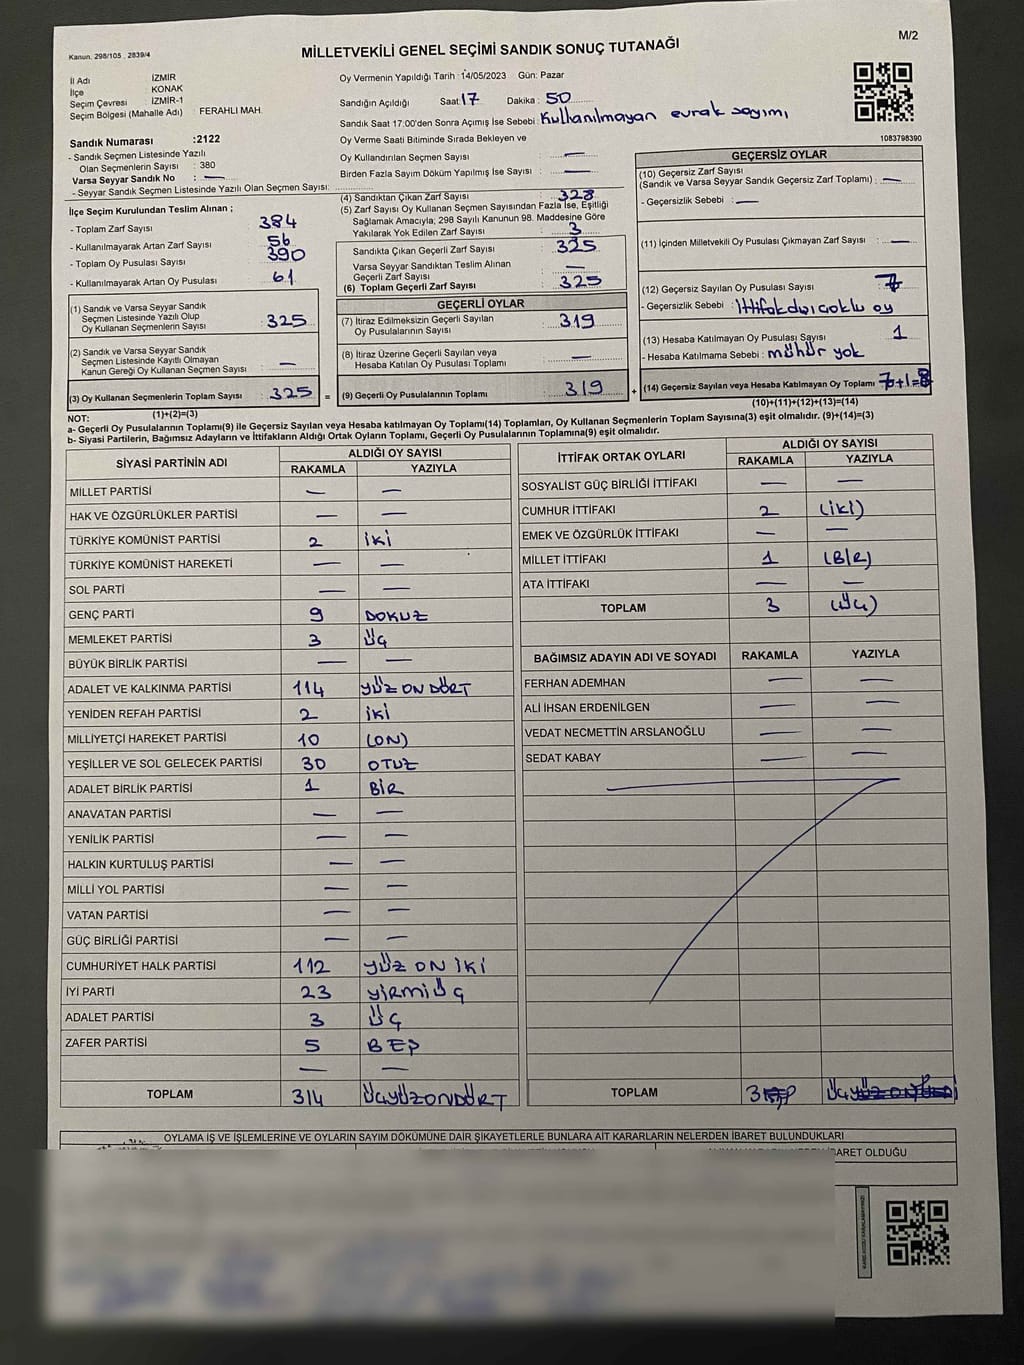 Kanun. 298/105 2839/4
MİLLETVEKİLİ GENEL SEÇİMİ SANDIK SONUÇ TUTANAĞI
M/2
İl Adı : İZMİR
İlçe : KONAK
Seçim Çevresi : İZMİR-1
Seçim Bölgesi (Mahalle Adı) FERAHLI MAH.
Oy Vermenin Yapıldığı Tarih : 14/05/2023 Gün: Pazar
Sandığın Açıldığı Saat: 17 Dakika : 50
Sandık Saat 17:00'den Sonra Açımış İse Sebebi : Kullanılmayan evrak sayımı
1083798390
Sandık Numarası :2122
- Sandık Seçmen Listesinde Yazılı
Olan Seçmenlerin Sayısı : 380
Varsa Seyyar Sandık No : —
- Seyyar Sandık Seçmen Listesinde Yazılı Olan Seçmen Sayısı:
Oy Verme Saati Bitiminde Sırada Bekleyen ve
Oy Kullandırılan Seçmen Sayısı : —
Birden Fazla Sayım Döküm Yapılmış İse Sayısı : —
İlçe Seçim Kurulundan Teslim Alınan ;
- Toplam Zarf Sayısı : 384
- Kullanılmayarak Artan Zarf Sayısı : 56
- Toplam Oy Pusulası Sayısı : 390
- Kullanılmayarak Artan Oy Pusulası : 61
(1) Sandık ve Varsa Seyyar Sandık
Seçmen Listesinde Yazılı Olup
Oy Kullanan Seçmenlerin Sayısı : 325
(2) Sandık ve Varsa Seyyar Sandık
Seçmen Listesinde Kayıtlı Olmayan
Kanun Gereği Oy Kullanan Seçmen Sayısı : —
(3) Oy Kullanan Seçmenlerin Toplam Sayısı : 325 =
(1)+(2)=(3)
(4) Sandıktan Çıkan Zarf Sayısı : 328
(5) Zarf Sayısı Oy Kullanan Seçmen Sayısından Fazla İse, Eşitliği
Sağlamak Amacıyla; 298 Sayılı Kanunun 98. Maddesine Göre
Yakılarak Yok Edilen Zarf Sayısı : 3
Sandıkta Çıkan Geçerli Zarf Sayısı : 325
Varsa Seyyar Sandıktan Teslim Alınan
Geçerli Zarf Sayısı : —
(6) Toplam Geçerli Zarf Sayısı : 325
GEÇERLİ OYLAR
(7) İtiraz Edilmeksizin Geçerli Sayılan
Oy Pusulalarının Sayısı : 319
(8) İtiraz Üzerine Geçerli Sayılan veya
Hesaba Katılan Oy Pusulası Toplamı : —
(9) Geçerli Oy Pusulalarının Toplamı : 319 +
GEÇERSİZ OYLAR
(10) Geçersiz Zarf Sayısı
(Sandık ve Varsa Seyyar Sandık Geçersiz Zarf Toplamı) : —
- Geçersizlik Sebebi : —
(11) İçinden Milletvekili Oy Pusulası Çıkmayan Zarf Sayısı : —
(12) Geçersiz Sayılan Oy Pusulası Sayısı : 7
- Geçersizlik Sebebi : İttifakdışı çoklu oy
(13) Hesaba Katılmayan Oy Pusulası Sayısı : 1
- Hesaba Katılmama Sebebi : mühür yok
(14) Geçersiz Sayılan veya Hesaba Katılmayan Oy Toplamı 7+1=8
(10)+(11)+(12)+(13)=(14)
NOT:
a- Geçerli Oy Pusulalarının Toplamı(9) ile Geçersiz Sayılan veya Hesaba Katılmayan Oy Toplamı(14) Toplamları, Oy Kullanan Seçmenlerin Toplam Sayısına(3) eşit olmalıdır. (9)+(14)=(3)
b- Siyasi Partilerin, Bağımsız Adayların ve İttifakların Aldığı Ortak Oyların Toplamı, Geçerli Oy Pusulalarının Toplamına(9) eşit olmalıdır.
SİYASİ PARTİNİN ADI ALDIĞI OY SAYISI
RAKAMLA YAZIYLA
MİLLET PARTİSİ — —
HAK VE ÖZGÜRLÜKLER PARTİSİ — —
TÜRKİYE KOMÜNİST PARTİSİ 2 İKİ
TÜRKİYE KOMÜNİST HAREKETİ — —
SOL PARTİ — —
GENÇ PARTİ 9 DOKUZ
MEMLEKET PARTİSİ 3 ÜÇ
BÜYÜK BİRLİK PARTİSİ — —
ADALET VE KALKINMA PARTİSİ 114 YÜZ ON DÖRT
YENİDEN REFAH PARTİSİ 2 İKİ
MİLLİYETÇİ HAREKET PARTİSİ 10 (ON)
YEŞİLLER VE SOL GELECEK PARTİSİ 30 OTUZ
ADALET BİRLİK PARTİSİ 1 BİR
ANAVATAN PARTİSİ — —
YENİLİK PARTİSİ — —
HALKIN KURTULUŞ PARTİSİ — —
MİLLİ YOL PARTİSİ — —
VATAN PARTİSİ — —
GÜÇ BİRLİĞİ PARTİSİ — —
CUMHURİYET HALK PARTİSİ 112 YÜZ ON İKİ
İYİ PARTİ 23 YİRMİ ÜÇ
ADALET PARTİSİ 3 ÜÇ
ZAFER PARTİSİ 5 BEŞ
— —
TOPLAM 314 ÜÇYÜZONDÖRT
İTTİFAK ORTAK OYLARI ALDIĞI OY SAYISI
RAKAMLA YAZIYLA
SOSYALİST GÜÇ BİRLİĞİ İTTİFAKI — —
CUMHUR İTTİFAKI 2 (İKİ)
EMEK VE ÖZGÜRLÜK İTTİFAKI — —
MİLLET İTTİFAKI 1 (BİR)
ATA İTTİFAKI — —
TOPLAM 3 (ÜÇ)
BAĞIMSIZ ADAYIN ADI VE SOYADI RAKAMLA YAZIYLA
FERHAN ADEMHAN — —
ALİ İHSAN ERDENİLGEN — —
VEDAT NECMETTİN ARSLANOĞLU — —
SEDAT KABAY — —
TOPLAM
OYLAMA İŞ VE İŞLEMLERİNE VE OYLARIN SAYIM DÖKÜMÜNE DAİR ŞİKAYETLERLE BUNLARA AİT KARARLARIN NELERDEN İBARET BULUNDUKLARI
İBARET OLDUĞU